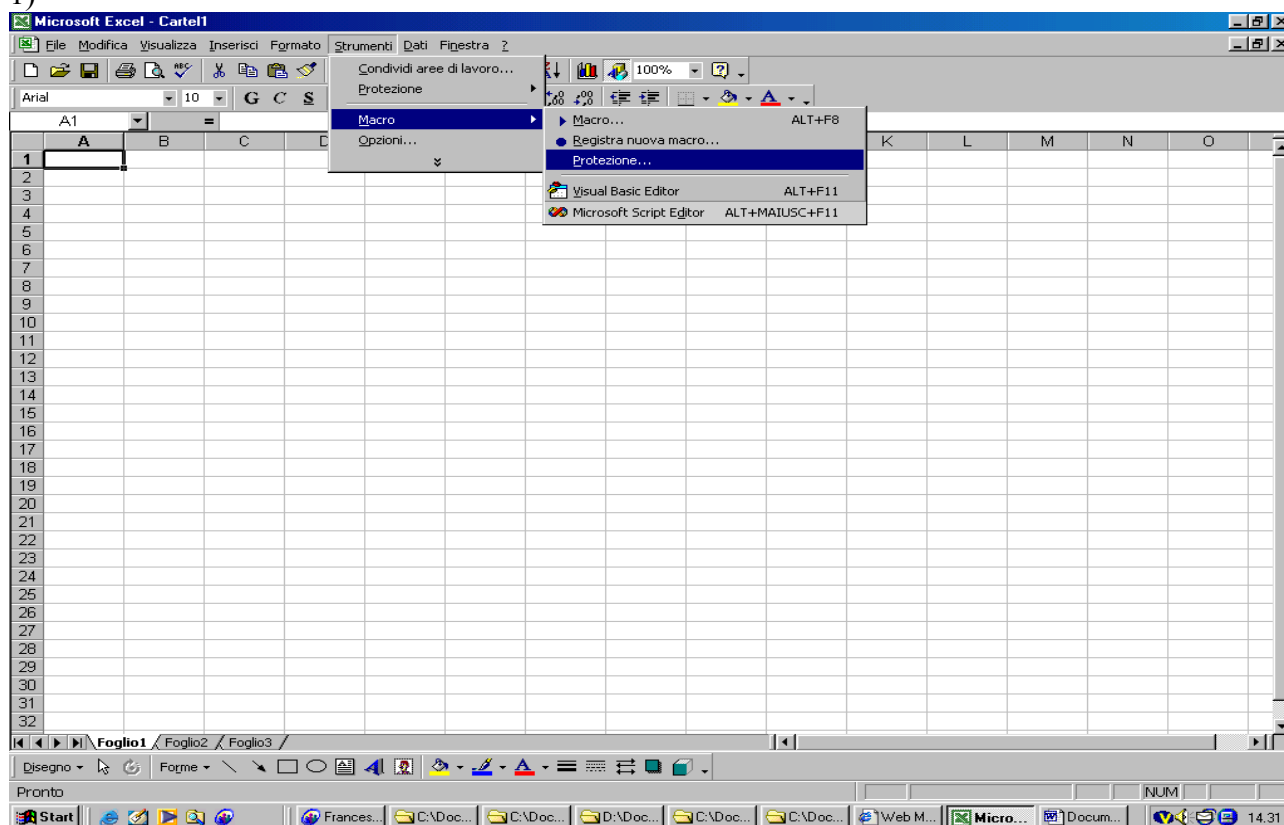 1)
Microsoft Excel - Cartel1
File Modifica Visualizza Inserisci Formato Strumenti Dati Finestra ?
100%
Arial 10 G C S
A1 =
Condividi aree di lavoro...
Protezione
Macro
Opzioni...
Macro... ALT+F8
Registra nuova macro...
Protezione...
Visual Basic Editor ALT+F11
Microsoft Script Editor ALT+MAIUSC+F11
A B C D K L M N O
1
2
3
4
5
6
7
8
9
10
11
12
13
14
15
16
17
18
19
20
21
22
23
24
25
26
27
28
29
30
31
32
Foglio1 Foglio2 Foglio3
Disegno Forme
Pronto NUM
Start Frances... C:\Doc... C:\Doc... D:\Doc... C:\Doc... C:\Doc... Web M... Micro... Docum... 14.31